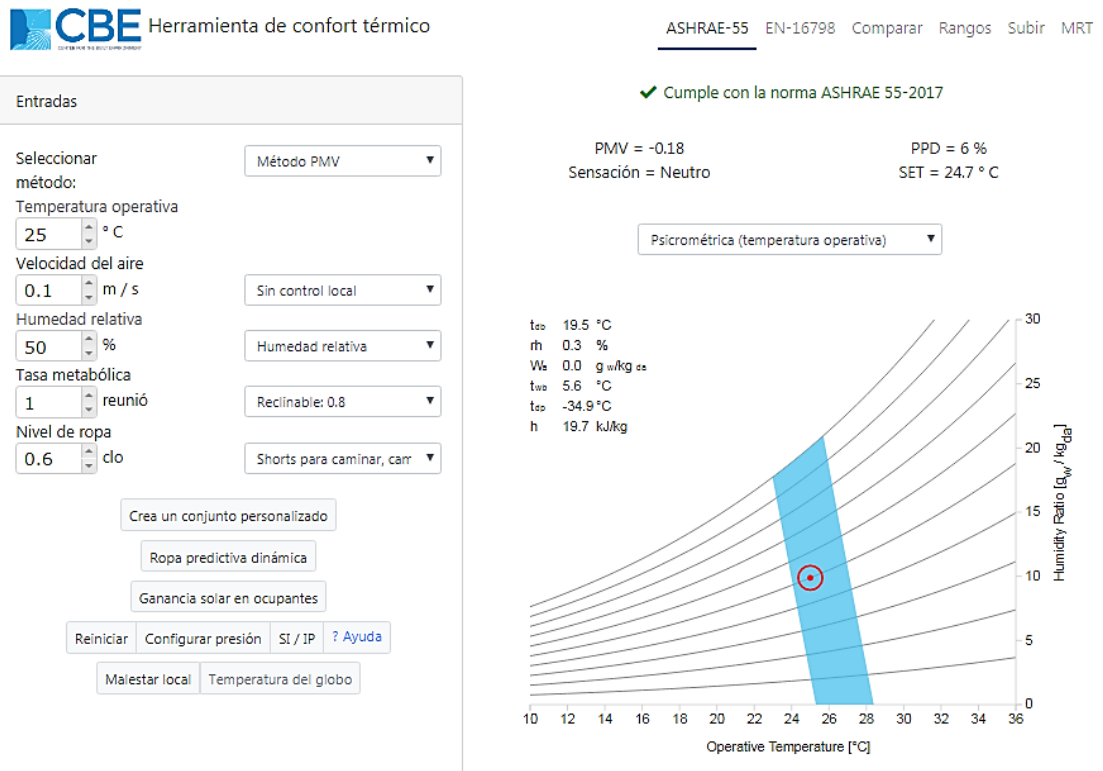 CBE Herramienta de confort térmico
CENTER FOR THE BUILT ENVIRONMENT
ASHRAE-55 EN-16798 Comparar Rangos Subir MRT
Entradas
Seleccionar
método:
Método PMV
Temperatura operativa
25 ° C
Velocidad del aire
0.1 m / s
Sin control local
Humedad relativa
50 %
Humedad relativa
Tasa metabólica
1 reunió
Reclinable: 0.8
Nivel de ropa
0.6 clo
Shorts para caminar, cam
Crea un conjunto personalizado
Ropa predictiva dinámica
Ganancia solar en ocupantes
Reiniciar Configurar presión SI / IP ? Ayuda
Malestar local Temperatura del globo
Cumple con la norma ASHRAE 55-2017
PMV = -0.18 PPD = 6 %
Sensación = Neutro SET = 24.7 ° C
Psicrométrica (temperatura operativa)
tdb 19.5 °C
rh 0.3 %
Wa 0.0 g w/kg da
twb 5.6 °C
tdp -34.9 °C
h 19.7 kJ/kg
30
25
20
15
10
5
0
Humidity Ratio [gw / kgda]
10 12 14 16 18 20 22 24 26 28 30 32 34 36
Operative Temperature [°C]